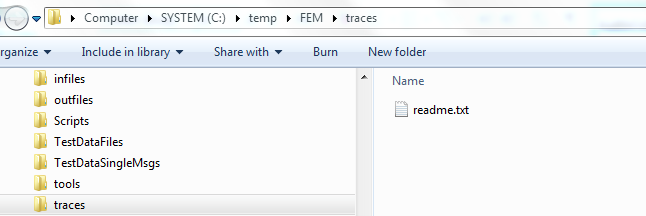 Computer SYSTEM (C:) temp FEM traces
rganize Include in library Share with Burn New folder
infiles
outfiles
Scripts
TestDataFiles
TestDataSingleMsgs
tools
traces
Name
readme.txt